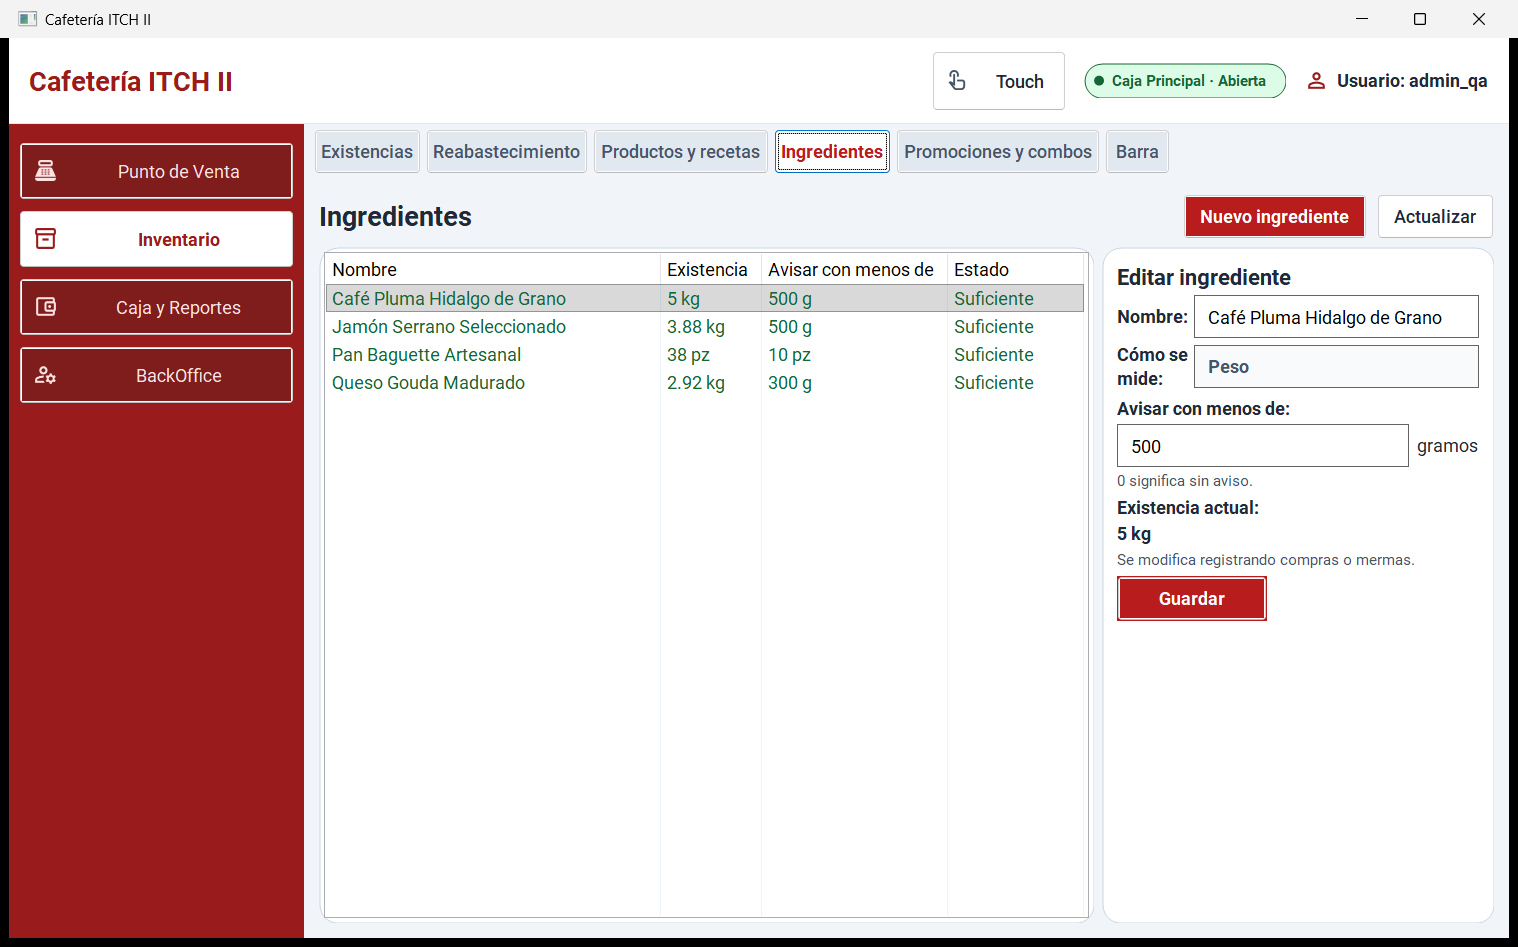 Cafetería ITCH II
Cafetería ITCH II
Touch
Caja Principal · Abierta
Usuario: admin_qa
Punto de Venta
Inventario
Caja y Reportes
BackOffice
Existencias
Reabastecimiento
Productos y recetas
Ingredientes
Promociones y combos
Barra
Ingredientes
Nuevo ingrediente
Actualizar
Nombre Existencia Avisar con menos de Estado
Café Pluma Hidalgo de Grano 5 kg 500 g Suficiente
Jamón Serrano Seleccionado 3.88 kg 500 g Suficiente
Pan Baguette Artesanal 38 pz 10 pz Suficiente
Queso Gouda Madurado 2.92 kg 300 g Suficiente
Editar ingrediente
Nombre: Café Pluma Hidalgo de Grano
Cómo se
mide:
Peso
Avisar con menos de:
500 gramos
0 significa sin aviso.
Existencia actual:
5 kg
Se modifica registrando compras o mermas.
Guardar